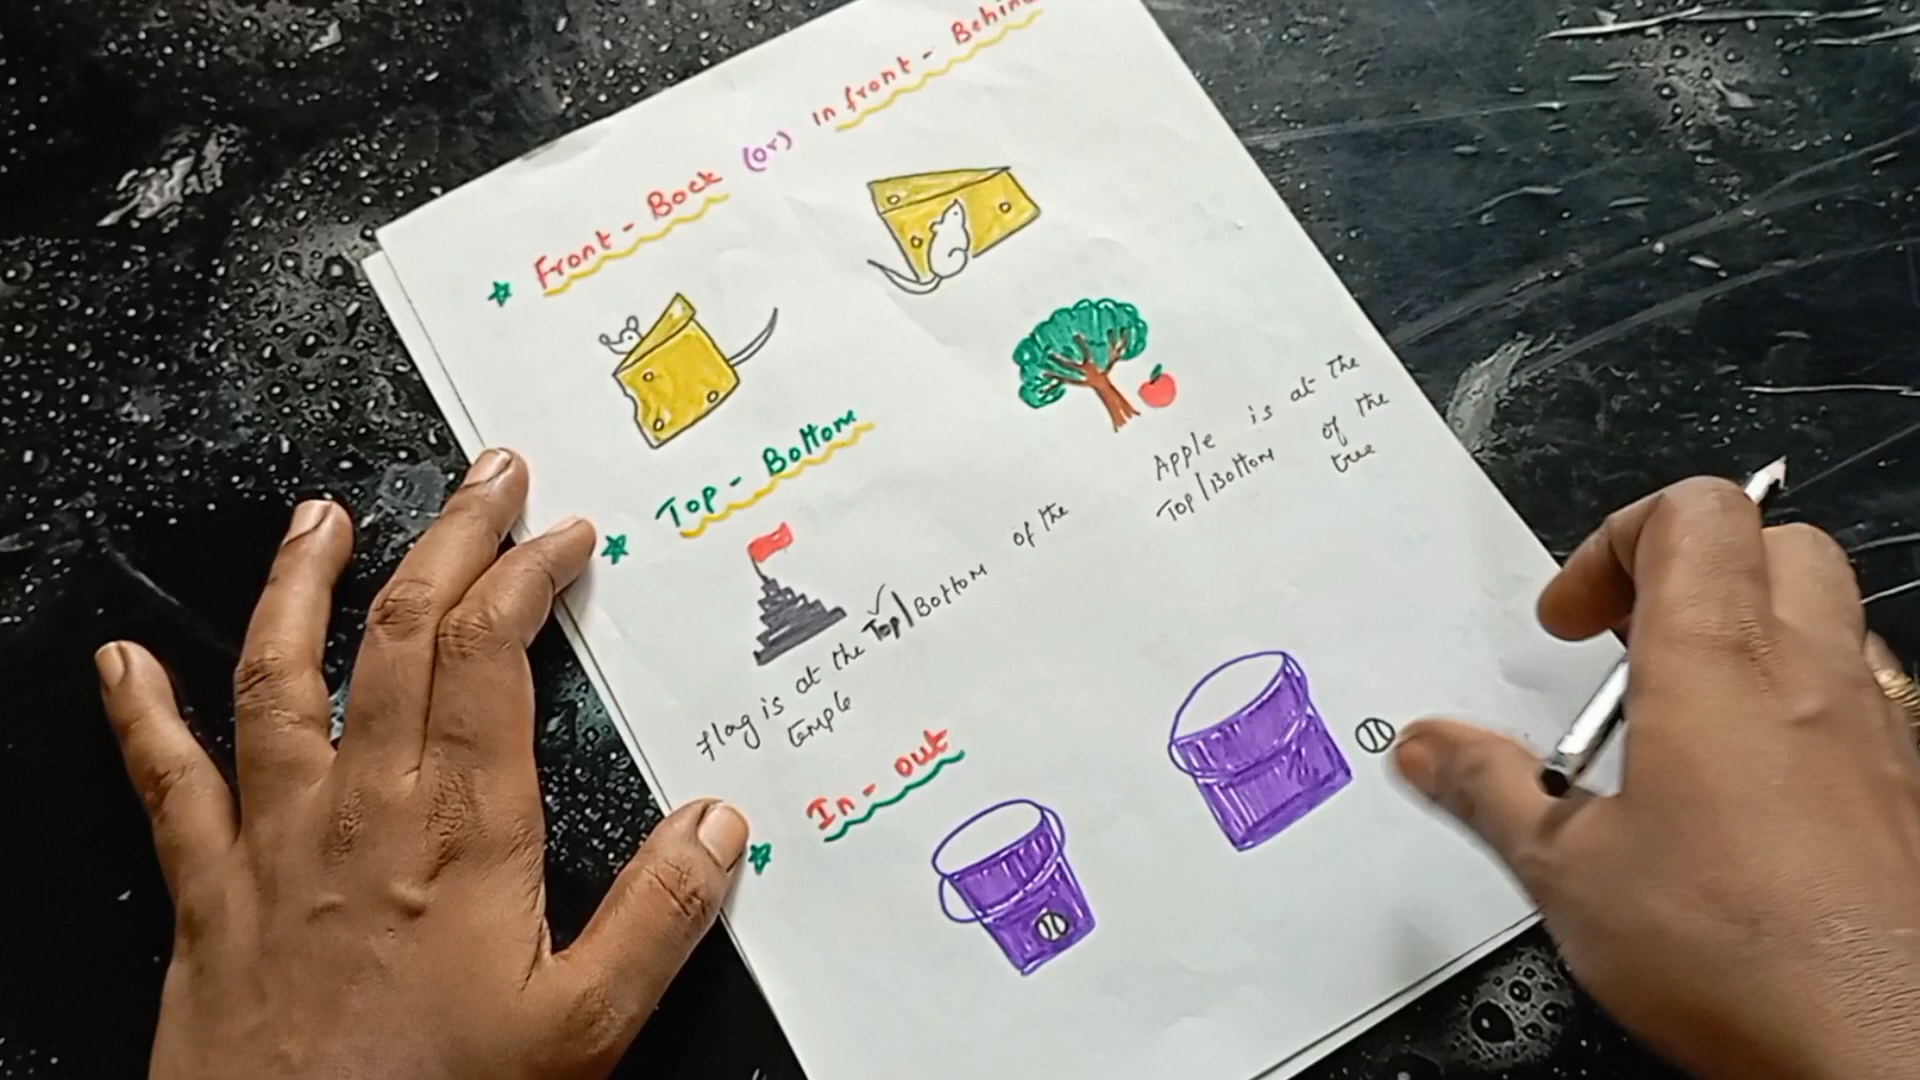 Front - Back (or) In front - Behind
Top - Bottom
Flag is at the Top/Bottom of the
temple
Apple is at the
Top/Bottom of the
tree
In - out